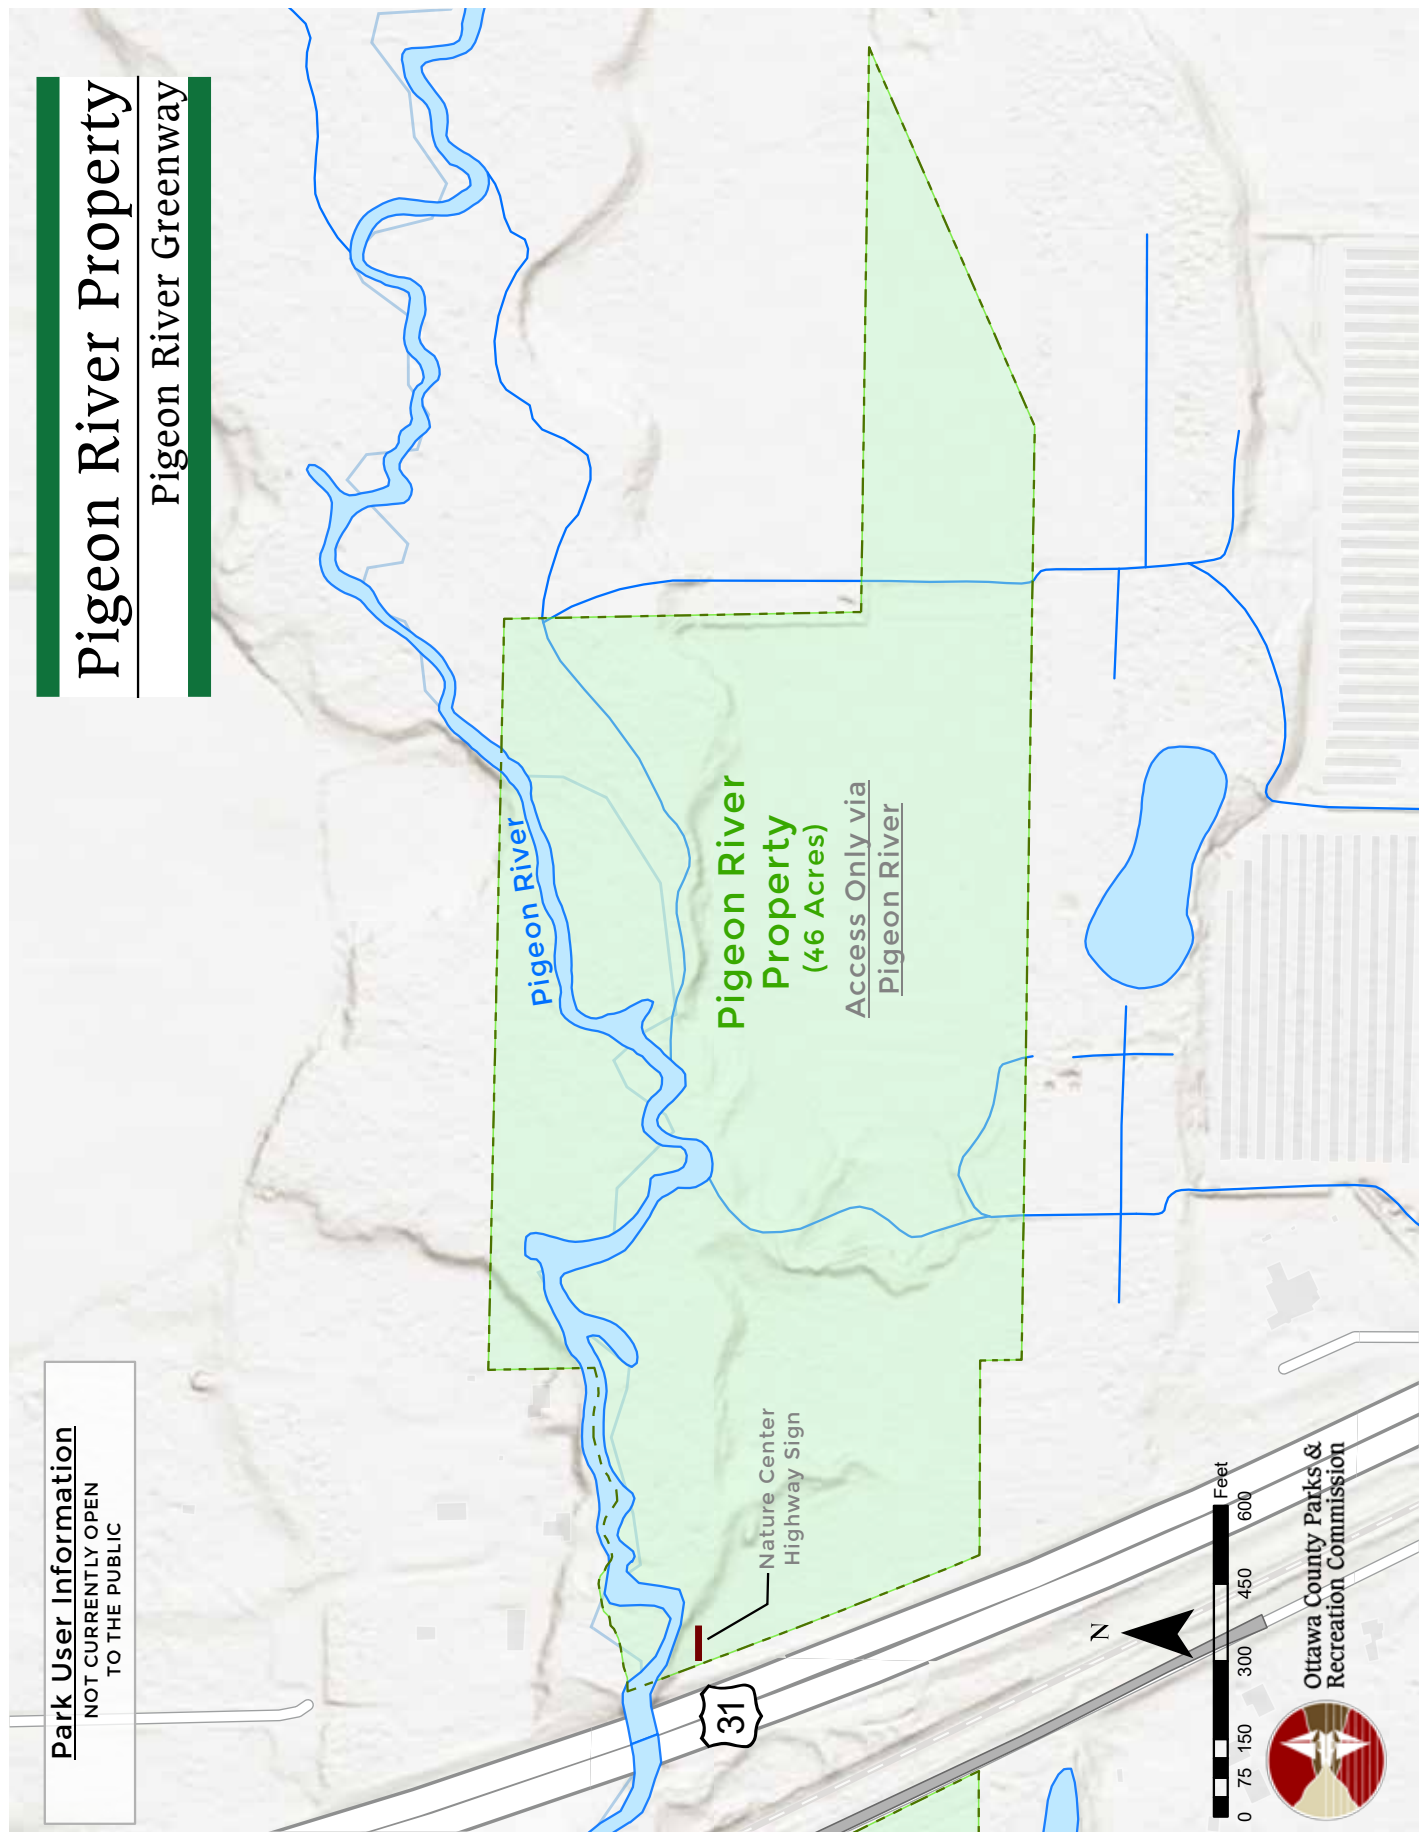 Pigeon River Property
Pigeon River Greenway
Park User Information
NOT CURRENTLY OPEN
TO THE PUBLIC
Pigeon River
Pigeon River
Property
(46 Acres)
Access Only via
Pigeon River
Nature Center
Highway Sign
31
N
0 75 150 300 450 600
Feet
Ottawa County Parks &
Recreation Commission